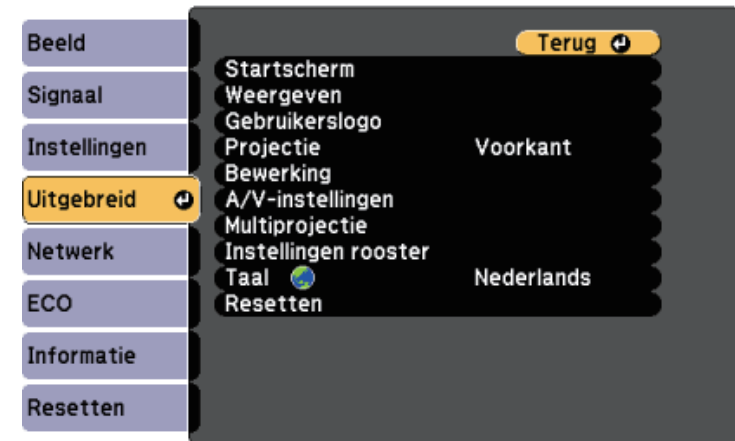 Beeld
Signaal
Instellingen
Uitgebreid
Netwerk
ECO
Informatie
Resetten
Terug
Startscherm
Weergeven
Gebruikerslogo
Projectie Voorkant
Bewerking
A/V-instellingen
Multiprojectie
Instellingen rooster
Taal Nederlands
Resetten